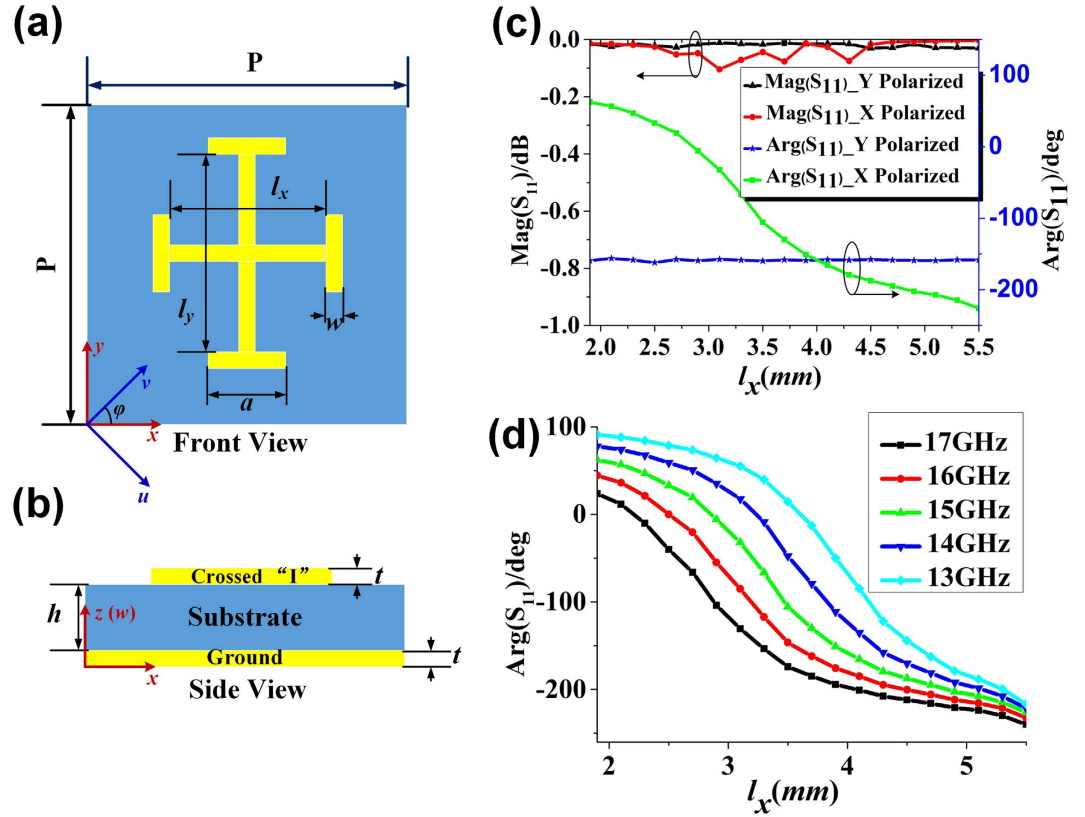 (a)
P
P
lx
ly
w
a
y
v
φ
x
u
Front View
(b)
Crossed “I”
t
h
z (w)
Substrate
Ground
t
x
Side View
(c)
0.0
-0.2
-0.4
-0.6
-0.8
-1.0
Mag(S11)/dB
Mag(S11)_Y Polarized
Mag(S11)_X Polarized
Arg(S11)_Y Polarized
Arg(S11)_X Polarized
100
0
-100
-200
Arg(S11)/deg
2.0 2.5 3.0 3.5 4.0 4.5 5.0 5.5
lx(mm)
(d)
100
0
-100
-200
Arg(S11)/deg
17GHz
16GHz
15GHz
14GHz
13GHz
2 3 4 5
lx(mm)